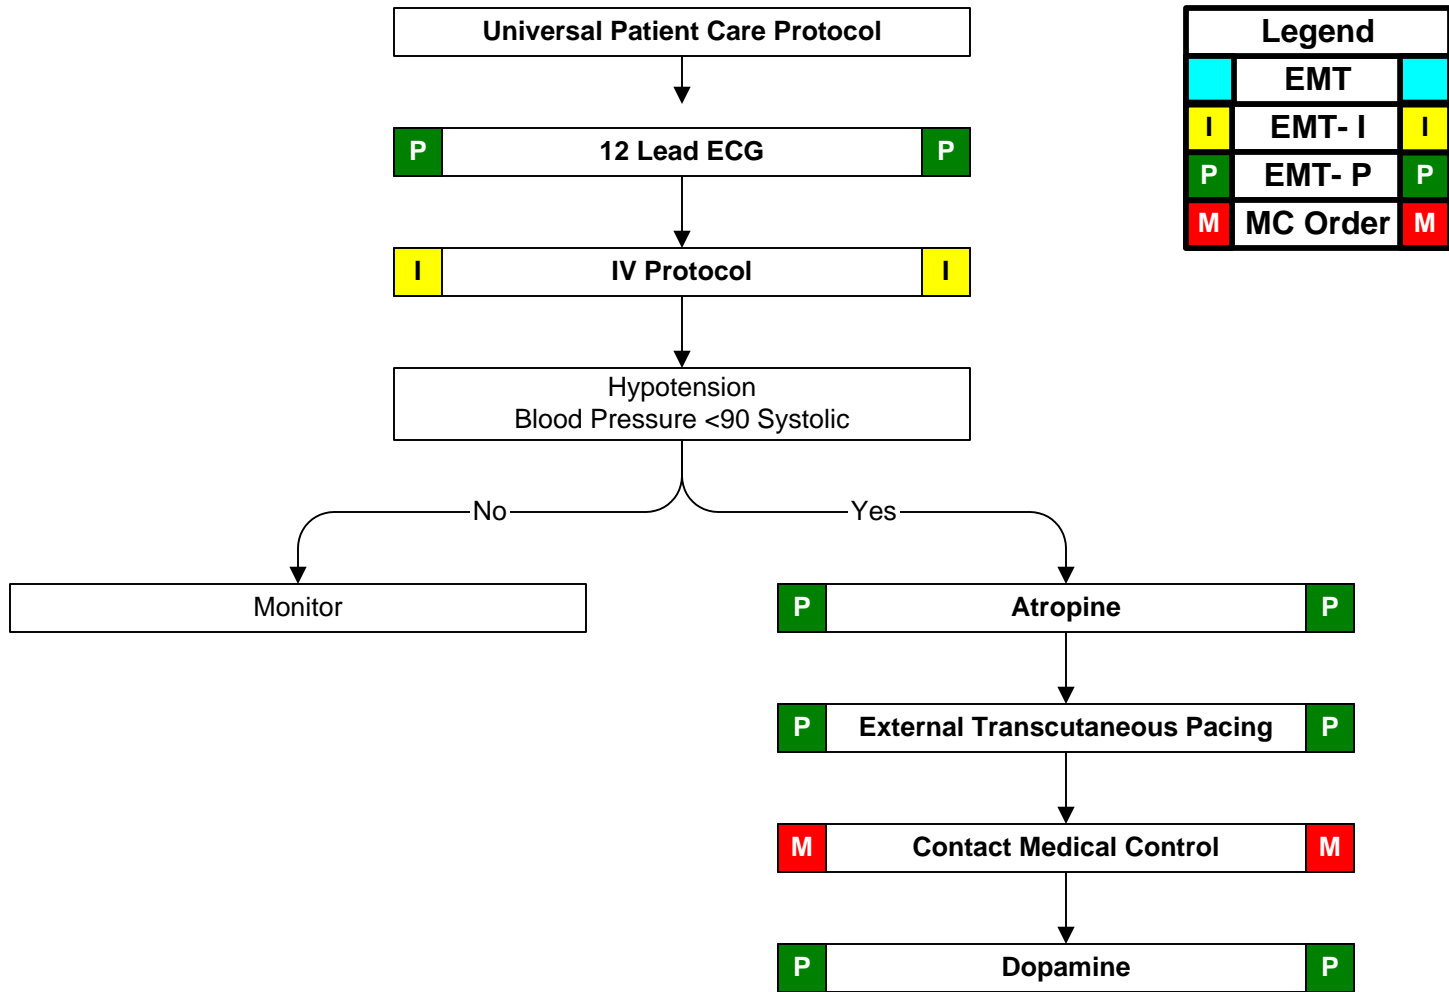 Universal Patient Care Protocol
Legend
EMT
I EMT- I I
P EMT- P P
M MC Order M
P 12 Lead ECG P
I IV Protocol I
Hypotension
Blood Pressure <90 Systolic
No
Yes
Monitor
P Atropine P
P External Transcutaneous Pacing P
M Contact Medical Control M
P Dopamine P